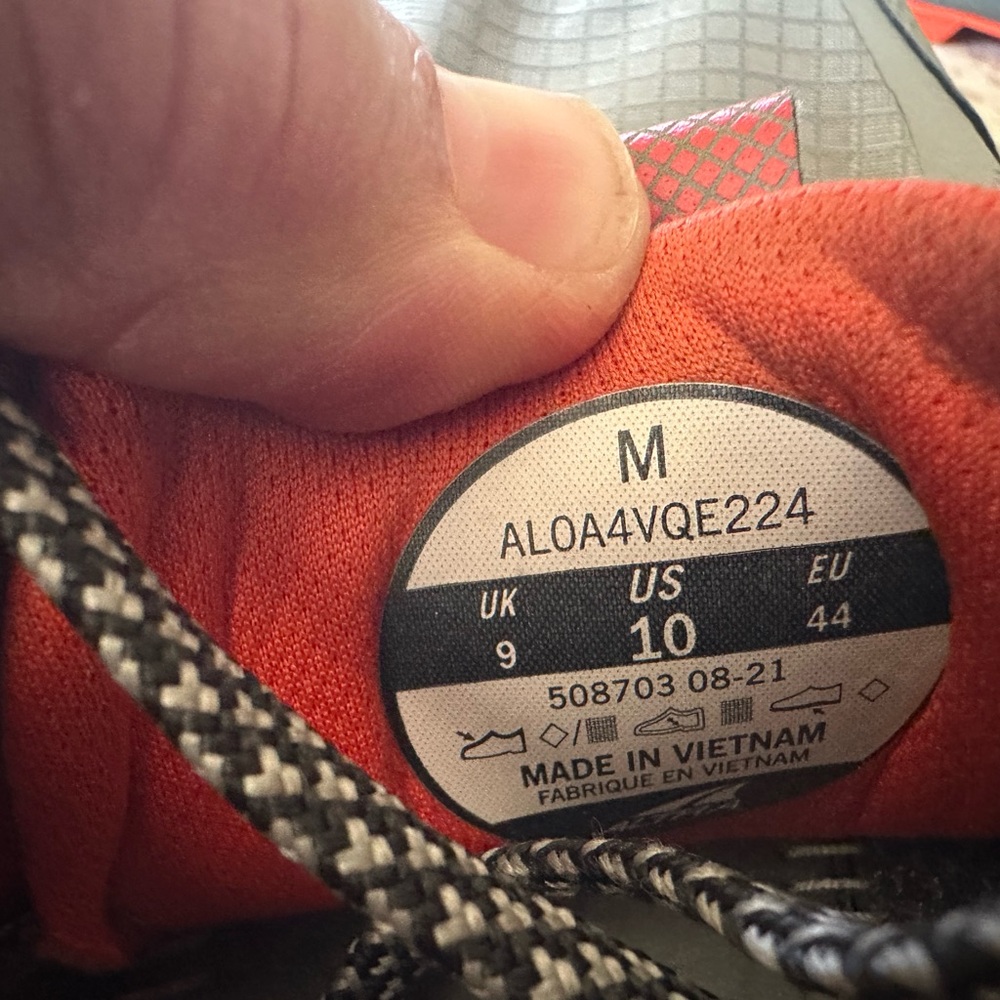 M
AL0A4VQE224
UK US EU
9 10 44
508703 08-21
MADE IN VIETNAM
FABRIQUE EN VIETNAM